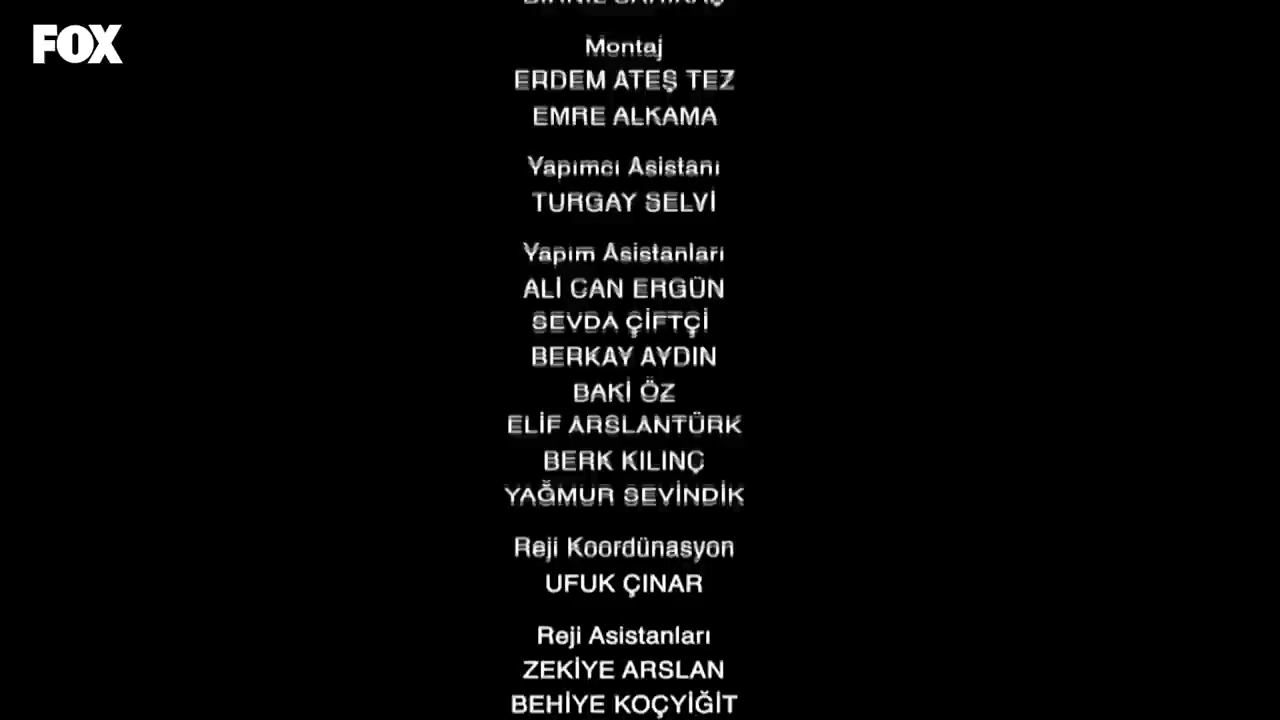 FOX
Montaj
ERDEM ATEŞ TEZ
EMRE ALKAMA
Yapımcı Asistanı
TURGAY SELVİ
Yapım Asistanları
ALİ CAN ERGÜN
SEVDA ÇİFTÇİ
BERKAY AYDIN
BAKİ ÖZ
ELİF ARSLANTÜRK
BERK KILINÇ
YAĞMUR SEVİNDİK
Reji Koordünasyon
UFUK ÇINAR
Reji Asistanları
ZEKİYE ARSLAN
BEHİYE KOÇYİĞİT